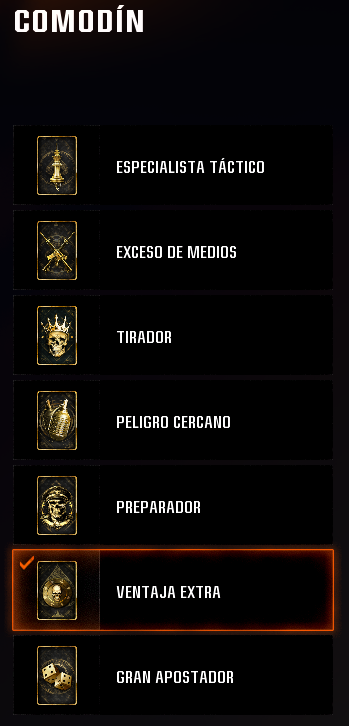 COMODÍN
ESPECIALISTA TÁCTICO
EXCESO DE MEDIOS
TIRADOR
PELIGRO CERCANO
PREPARADOR
VENTAJA EXTRA
GRAN APOSTADOR